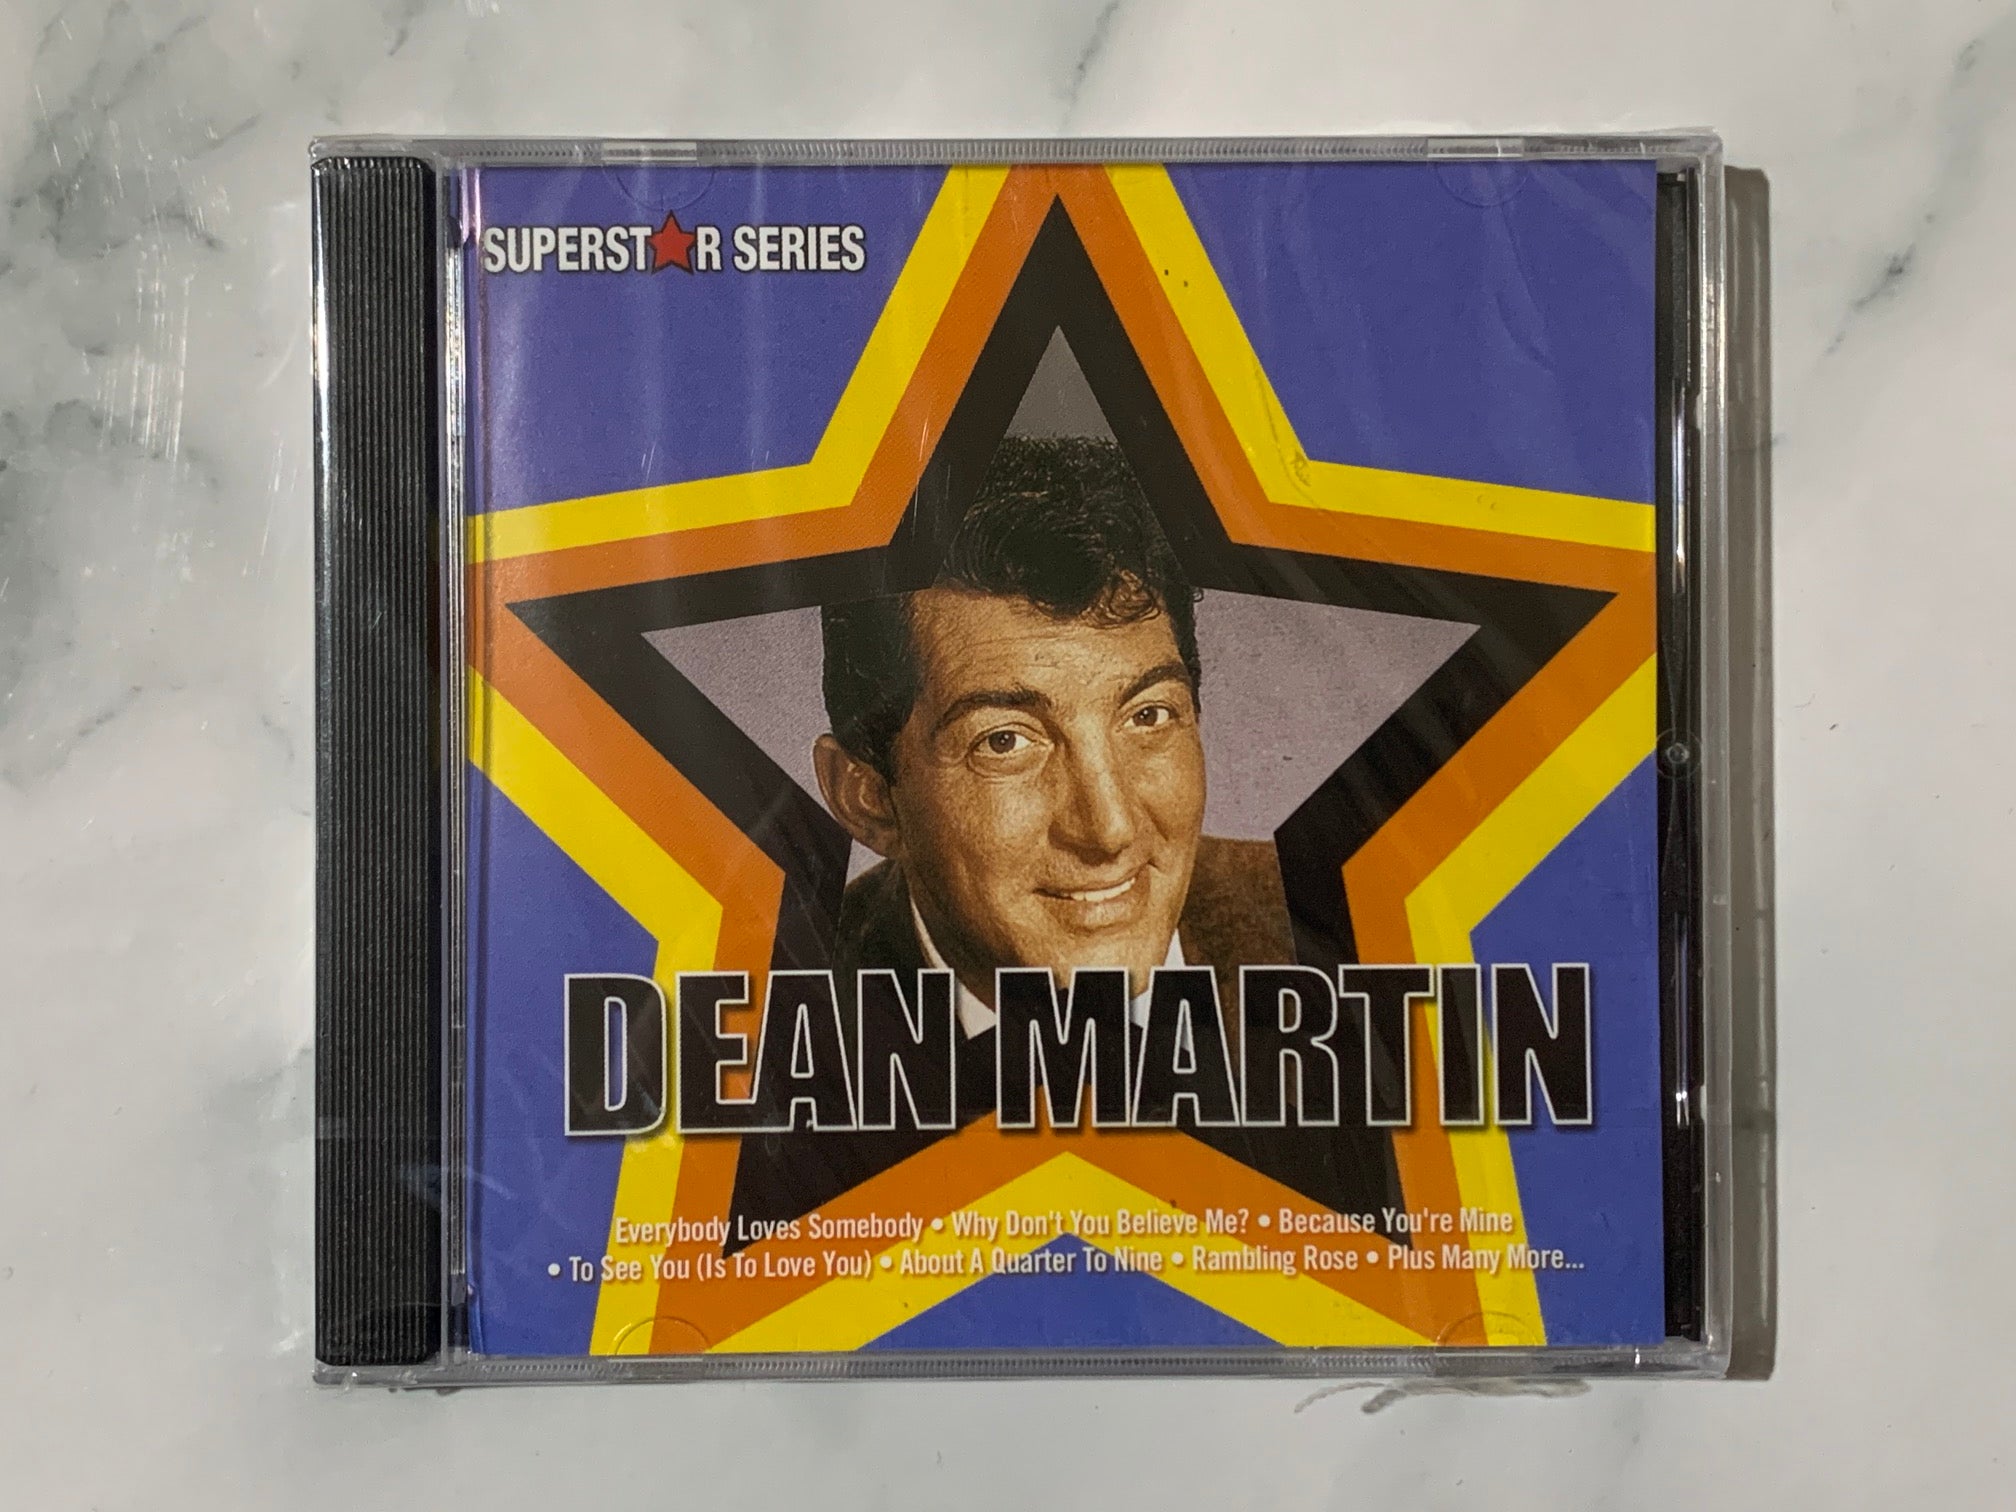 SUPERST★R SERIES
DEAN MARTIN
Everybody Loves Somebody • Why Don't You Believe Me? • Because You're Mine
• To See You (Is To Love You) • About A Quarter To Nine • Rambling Rose • Plus Many More...